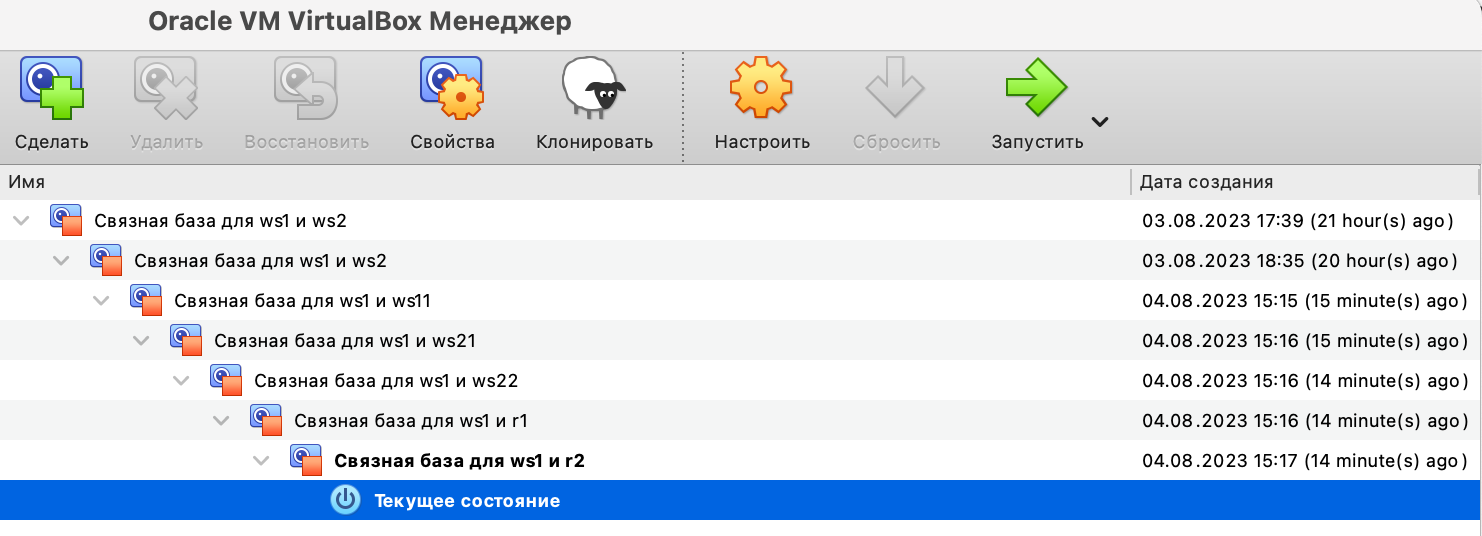 Oracle VM VirtualBox Менеджер
Сделать Удалить Восстановить Свойства Клонировать Настроить Сбросить Запустить
Имя Дата создания
Связная база для ws1 и ws2 03.08.2023 17:39 (21 hour(s) ago)
Связная база для ws1 и ws2 03.08.2023 18:35 (20 hour(s) ago)
Связная база для ws1 и ws11 04.08.2023 15:15 (15 minute(s) ago)
Связная база для ws1 и ws21 04.08.2023 15:16 (15 minute(s) ago)
Связная база для ws1 и ws22 04.08.2023 15:16 (14 minute(s) ago)
Связная база для ws1 и r1 04.08.2023 15:16 (14 minute(s) ago)
Связная база для ws1 и r2 04.08.2023 15:17 (14 minute(s) ago)
Текущее состояние